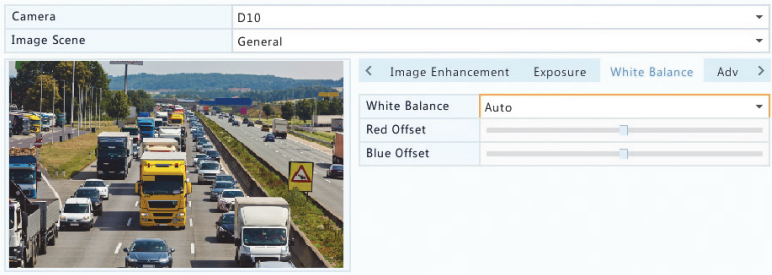 Camera D10
Image Scene General
< Image Enhancement Exposure White Balance Adv >
White Balance Auto
Red Offset
Blue Offset